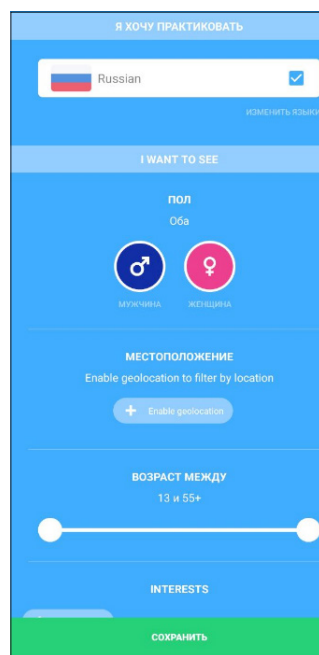 Я ХОЧУ ПРАКТИКОВАТЬ
Russian
ИЗМЕНИТЬ ЯЗЫКИ
I WANT TO SEE
ПОЛ
Оба
МУЖЧИНА ЖЕНЩИНА
МЕСТОПОЛОЖЕНИЕ
Enable geolocation to filter by location
+ Enable geolocation
ВОЗРАСТ МЕЖДУ
13 и 55+
INTERESTS
СОХРАНИТЬ